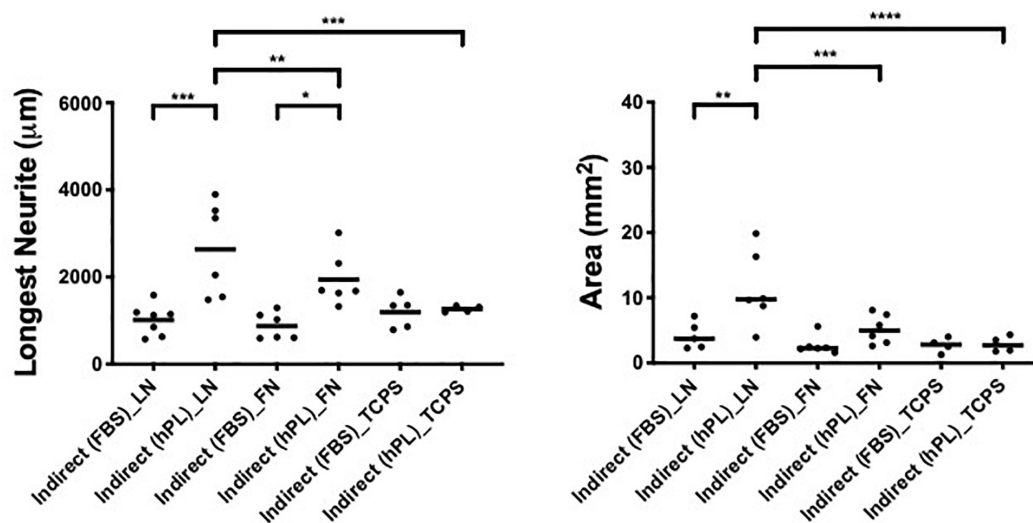 ***
**
***
*
6000
4000
2000
0
Longest Neurite (µm)
Indirect (FBS)_LN
Indirect (hPL)_LN
Indirect (FBS)_FN
Indirect (hPL)_FN
Indirect (FBS)_TCPS
Indirect (hPL)_TCPS
****
***
**
40
30
20
10
0
Area (mm²)
Indirect (FBS)_LN
Indirect (hPL)_LN
Indirect (FBS)_FN
Indirect (hPL)_FN
Indirect (FBS)_TCPS
Indirect (hPL)_TCPS